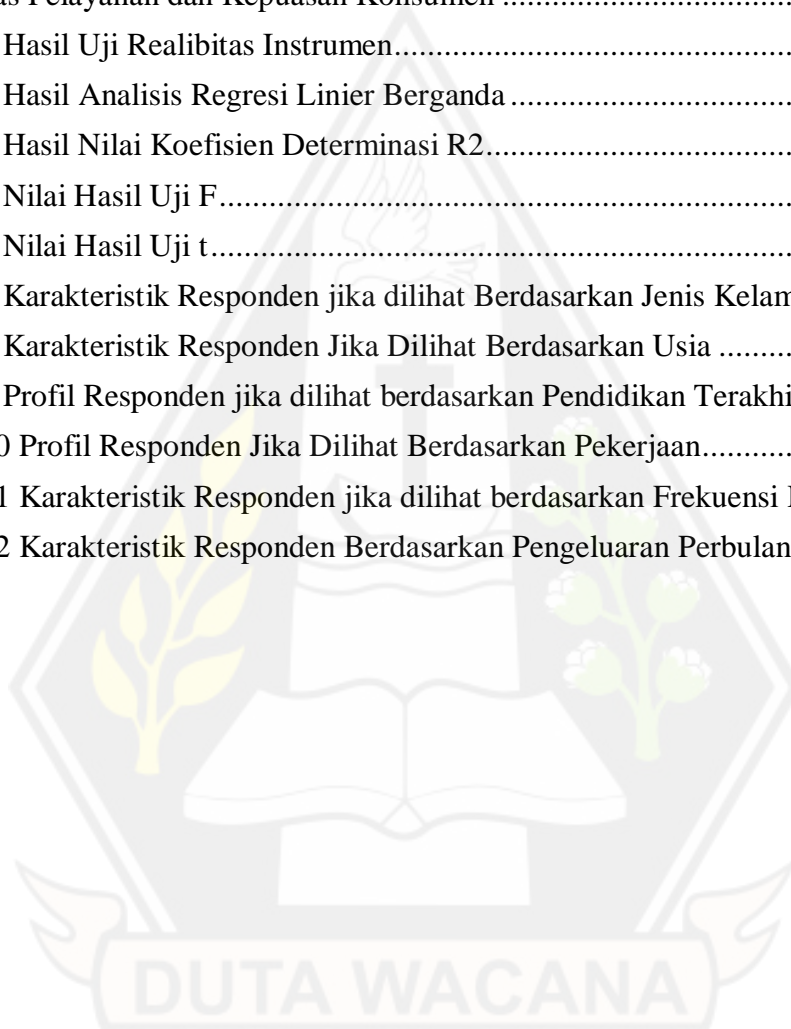 as Pelayanan dan Kepuasan Konsumen ....................................
Hasil Uji Realibitas Instrumen..................................................
Hasil Analisis Regresi Linier Berganda ...................................
Hasil Nilai Koefisien Determinasi R2......................................
Nilai Hasil Uji F.......................................................................
Nilai Hasil Uji t........................................................................
Karakteristik Responden jika dilihat Berdasarkan Jenis Kelam
Karakteristik Responden Jika Dilihat Berdasarkan Usia .........
Profil Responden jika dilihat berdasarkan Pendidikan Terakhi
0 Profil Responden Jika Dilihat Berdasarkan Pekerjaan...........
1 Karakteristik Responden jika dilihat berdasarkan Frekuensi
2 Karakteristik Responden Berdasarkan Pengeluaran Perbulan
DUTA WACANA